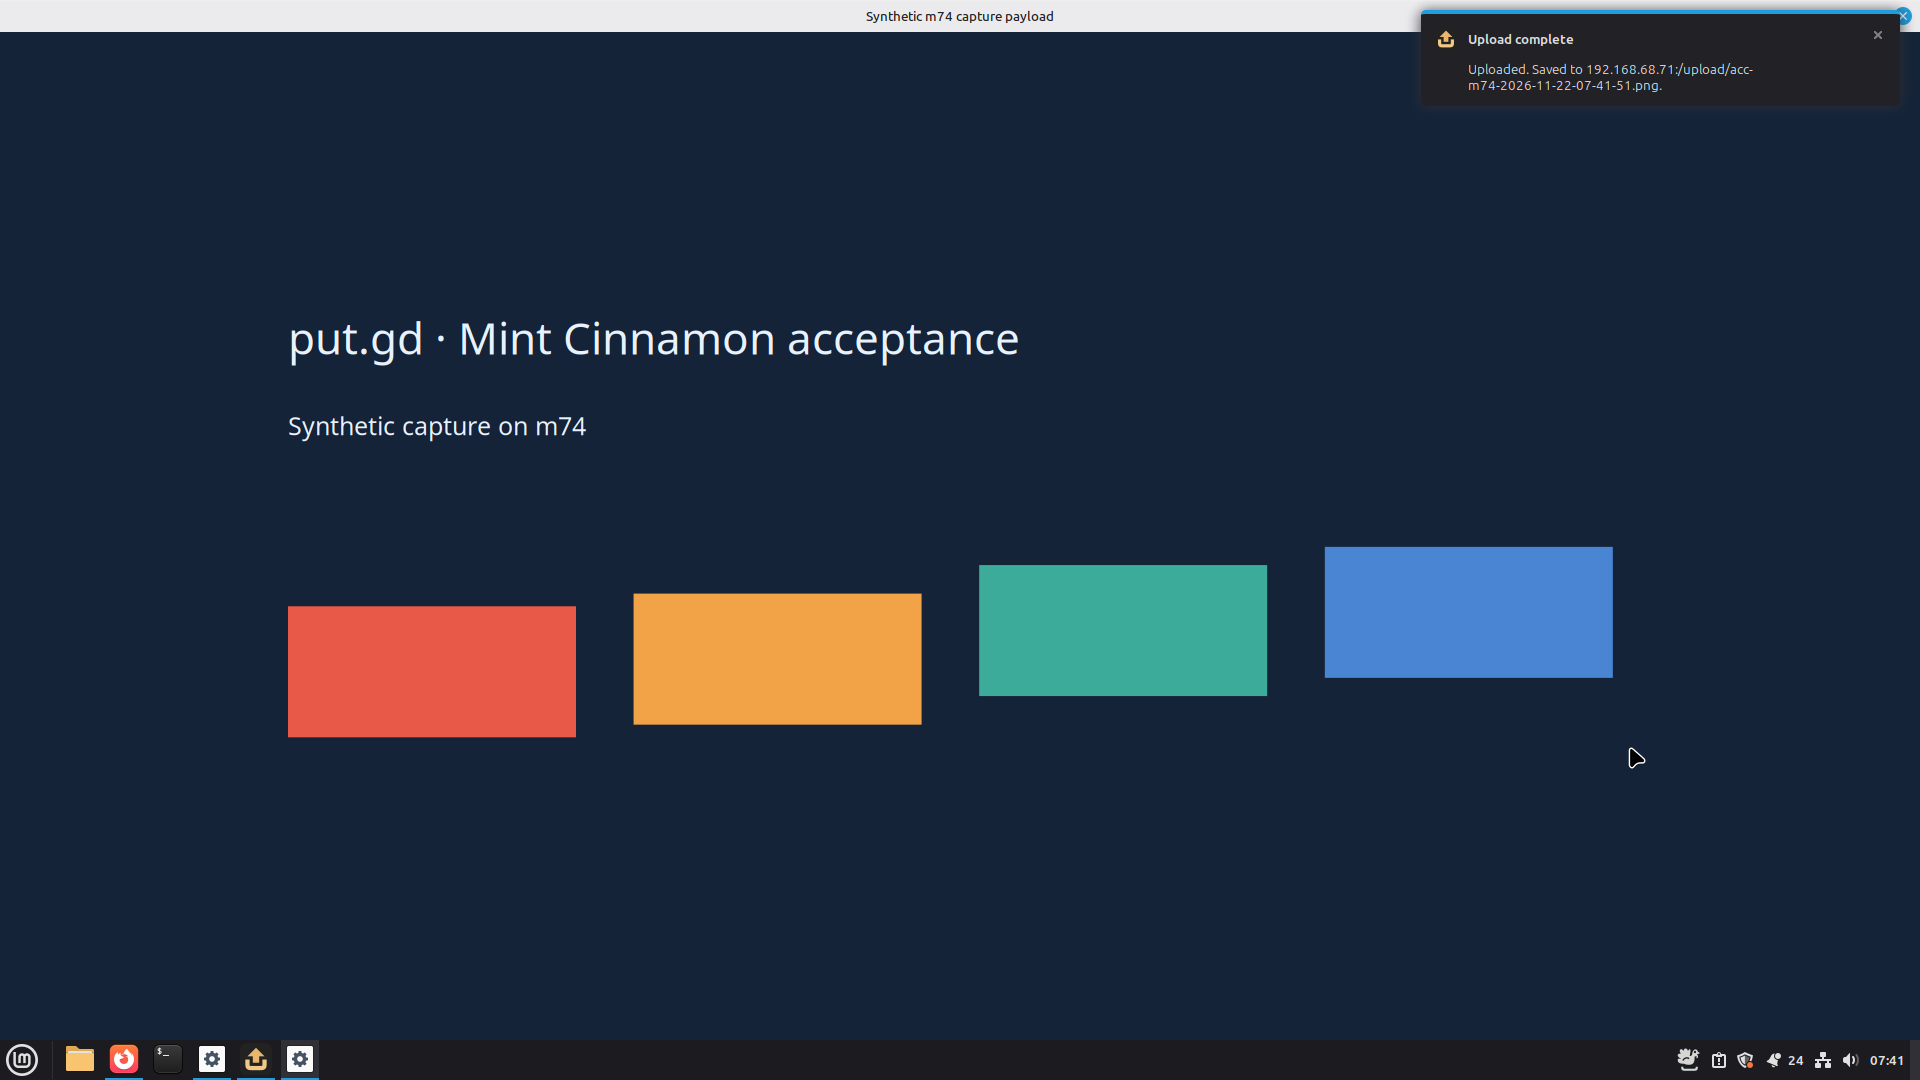 Synthetic m74 capture payload
Upload complete
Uploaded. Saved to 192.168.68.71:/upload/acc-
m74-2026-11-22-07-41-51.png.
put.gd · Mint Cinnamon acceptance
Synthetic capture on m74
$_
24
07:41